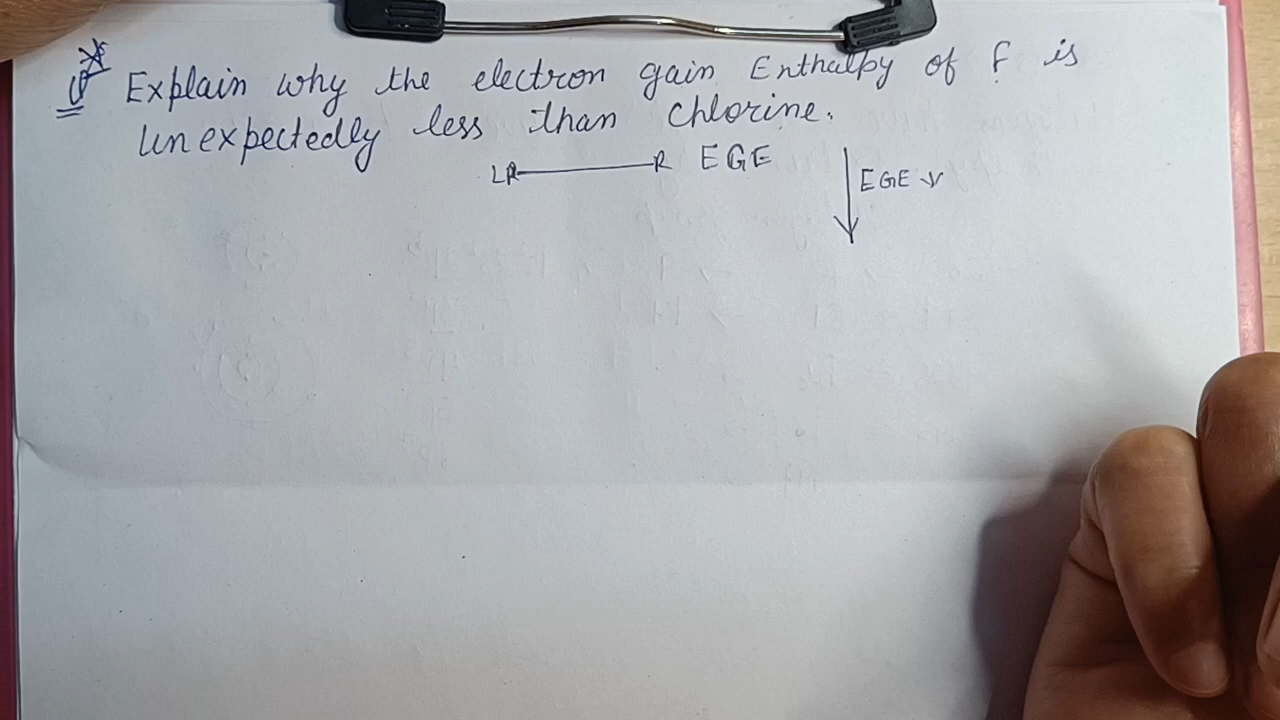 Q* Explain why the electron gain Enthalpy of F is
unexpectedly less than chlorine.
LR R EGE
EGE ↓